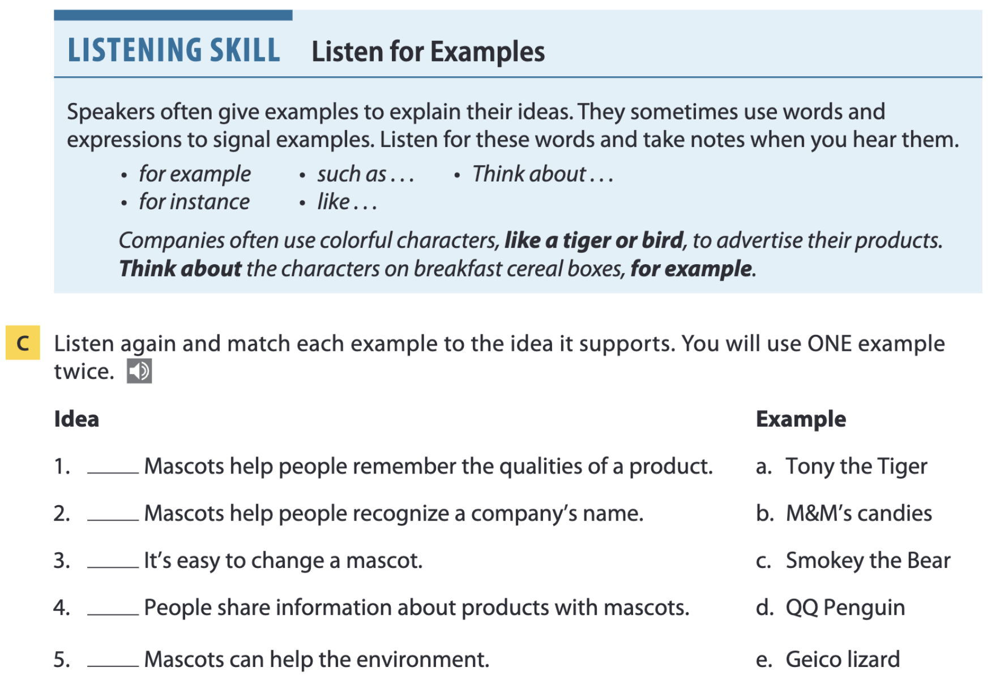 LISTENING SKILL Listen for Examples
Speakers often give examples to explain their ideas. They sometimes use words and
expressions to signal examples. Listen for these words and take notes when you hear them.
• for example • such as . . . • Think about . . .
• for instance • like . . .
Companies often use colorful characters, like a tiger or bird, to advertise their products.
Think about the characters on breakfast cereal boxes, for example.
C Listen again and match each example to the idea it supports. You will use ONE example
twice.
Idea Example
1. _____ Mascots help people remember the qualities of a product. a. Tony the Tiger
2. _____ Mascots help people recognize a company’s name. b. M&M’s candies
3. _____ It’s easy to change a mascot. c. Smokey the Bear
4. _____ People share information about products with mascots. d. QQ Penguin
5. _____ Mascots can help the environment. e. Geico lizard